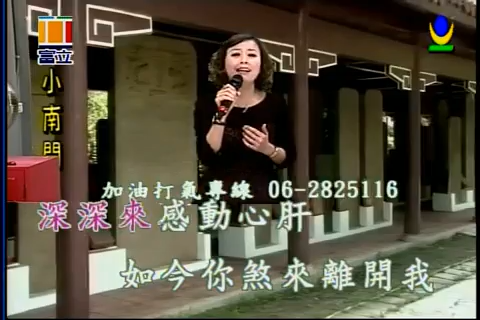 富立
小南門
加油打氣專線 06-2825116
深深來感動心肝
如今你煞來離開我